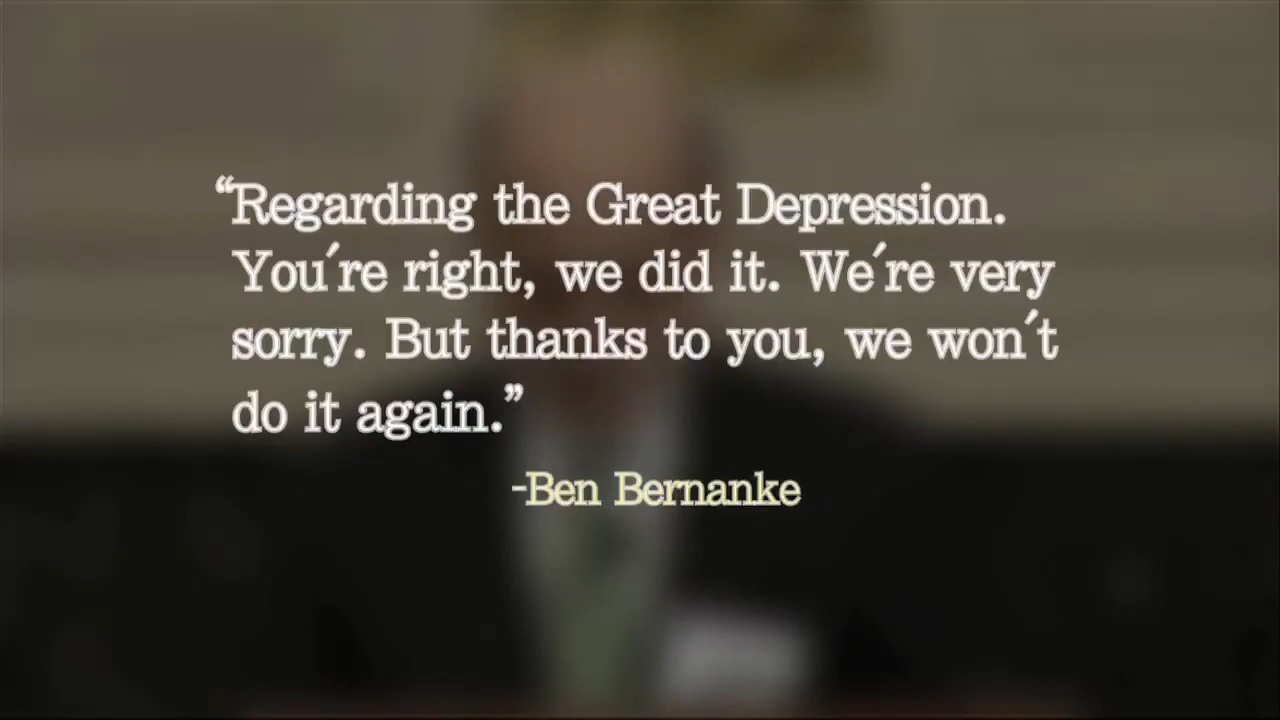 “Regarding the Great Depression.
You´re right, we did it. We´re very
sorry. But thanks to you, we won´t
do it again.”
-Ben Bernanke